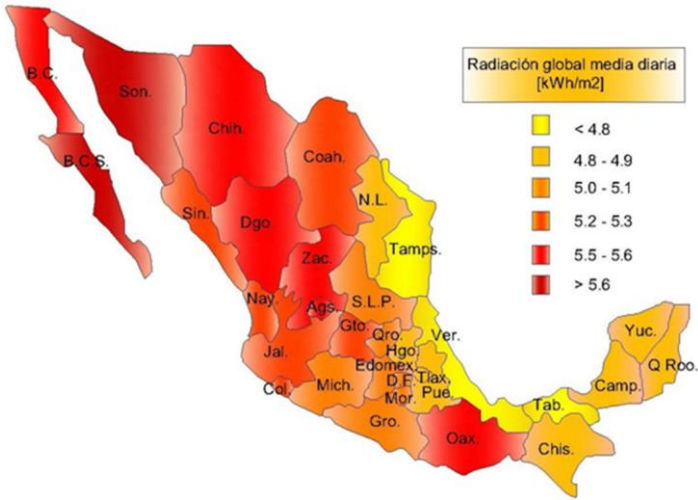 Radiación global media diaria
[kWh/m2]
< 4.8
4.8 - 4.9
5.0 - 5.1
5.2 - 5.3
5.5 - 5.6
> 5.6
B.C.
Son.
Chih.
B.C.S.
Coah.
Sin.
Dgo.
N.L.
Tamps.
Zac.
Nay.
Ags.
S.L.P.
Gto.
Qro.
Ver.
Hgo.
Jal.
Edomex.
D.F.
Tlax.
Col.
Mich.
Mor.
Pue.
Gro.
Oax.
Tab.
Chis.
Yuc.
Q Roo.
Camp.